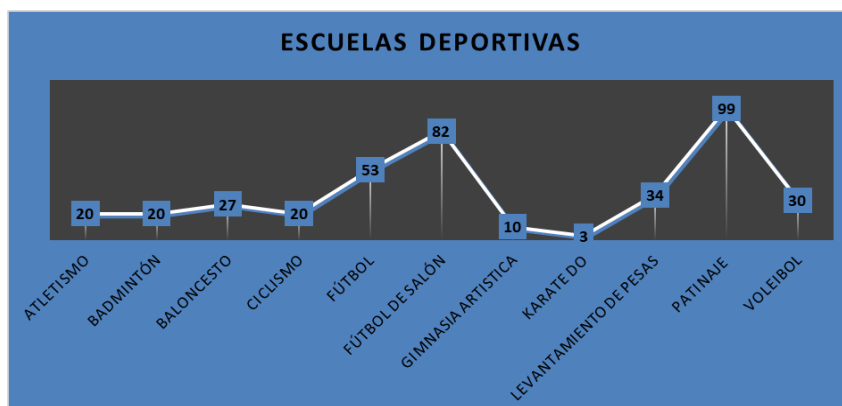 ESCUELAS DEPORTIVAS
20
20
27
20
53
82
10
3
34
99
30
ATLETISMO
BADMINTÓN
BALONCESTO
CICLISMO
FÚTBOL
FÚTBOL DE SALÓN
GIMNASIA ARTISTICA
KARATE DO
LEVANTAMIENTO DE PESAS
PATINAJE
VOLEIBOL